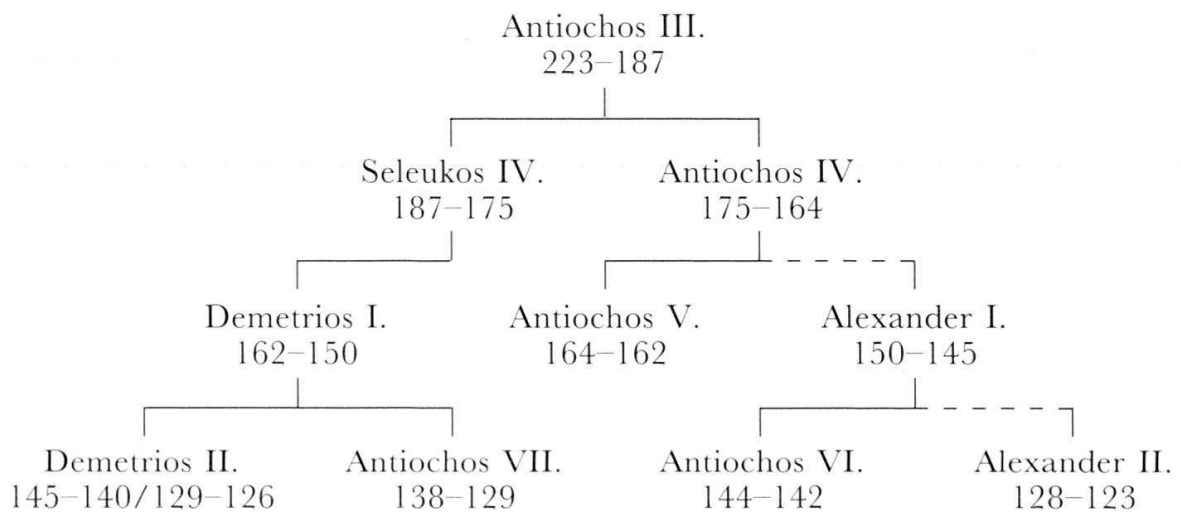 Antiochos III.
223–187
Seleukos IV. Antiochos IV.
187–175 175–164
Demetrios I. Antiochos V. Alexander I.
162–150 164–162 150–145
Demetrios II. Antiochos VII. Antiochos VI. Alexander II.
145–140/129–126 138–129 144–142 128–123